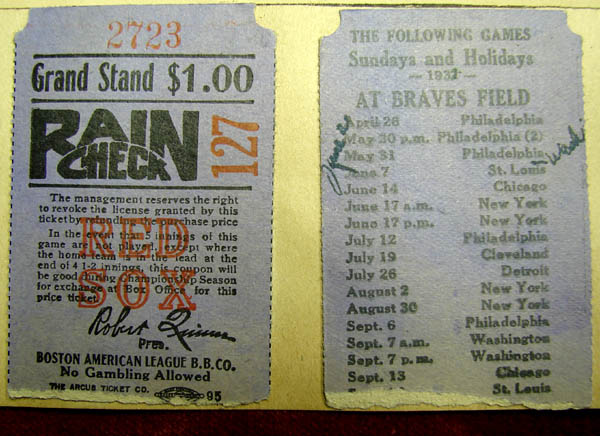 2723
Grand Stand $1.00
RAIN
CHECK
127
The management reserves the right
to revoke the license granted by this
ticket by refunding the purchase price
In the event that 5 innings of this
game are not played, except where
the home team is in the lead at the
end of 4 1-2 innings, this coupon will
be good during Championship Season
for exchange at Box Office for this
price ticket.
RED
SOX
Robert Quinn
Pres.
BOSTON AMERICAN LEAGUE B.B.CO.
No Gambling Allowed
THE ARCUS TICKET CO. 95
THE FOLLOWING GAMES
Sundays and Holidays
— 1931 —
AT BRAVES FIELD
April 26 Philadelphia
May 30 p.m. Philadelphia (2)
May 31 Philadelphia
June 7 St. Louis
June 14 Chicago
June 17 a.m. New York
June 17 p.m. New York
July 12 Philadelphia
July 19 Cleveland
July 26 Detroit
August 2 New York
August 30 New York
Sept. 6 Philadelphia
Sept. 7 a.m. Washington
Sept. 7 p.m. Washington
Sept. 13 Chicago
St. Louis